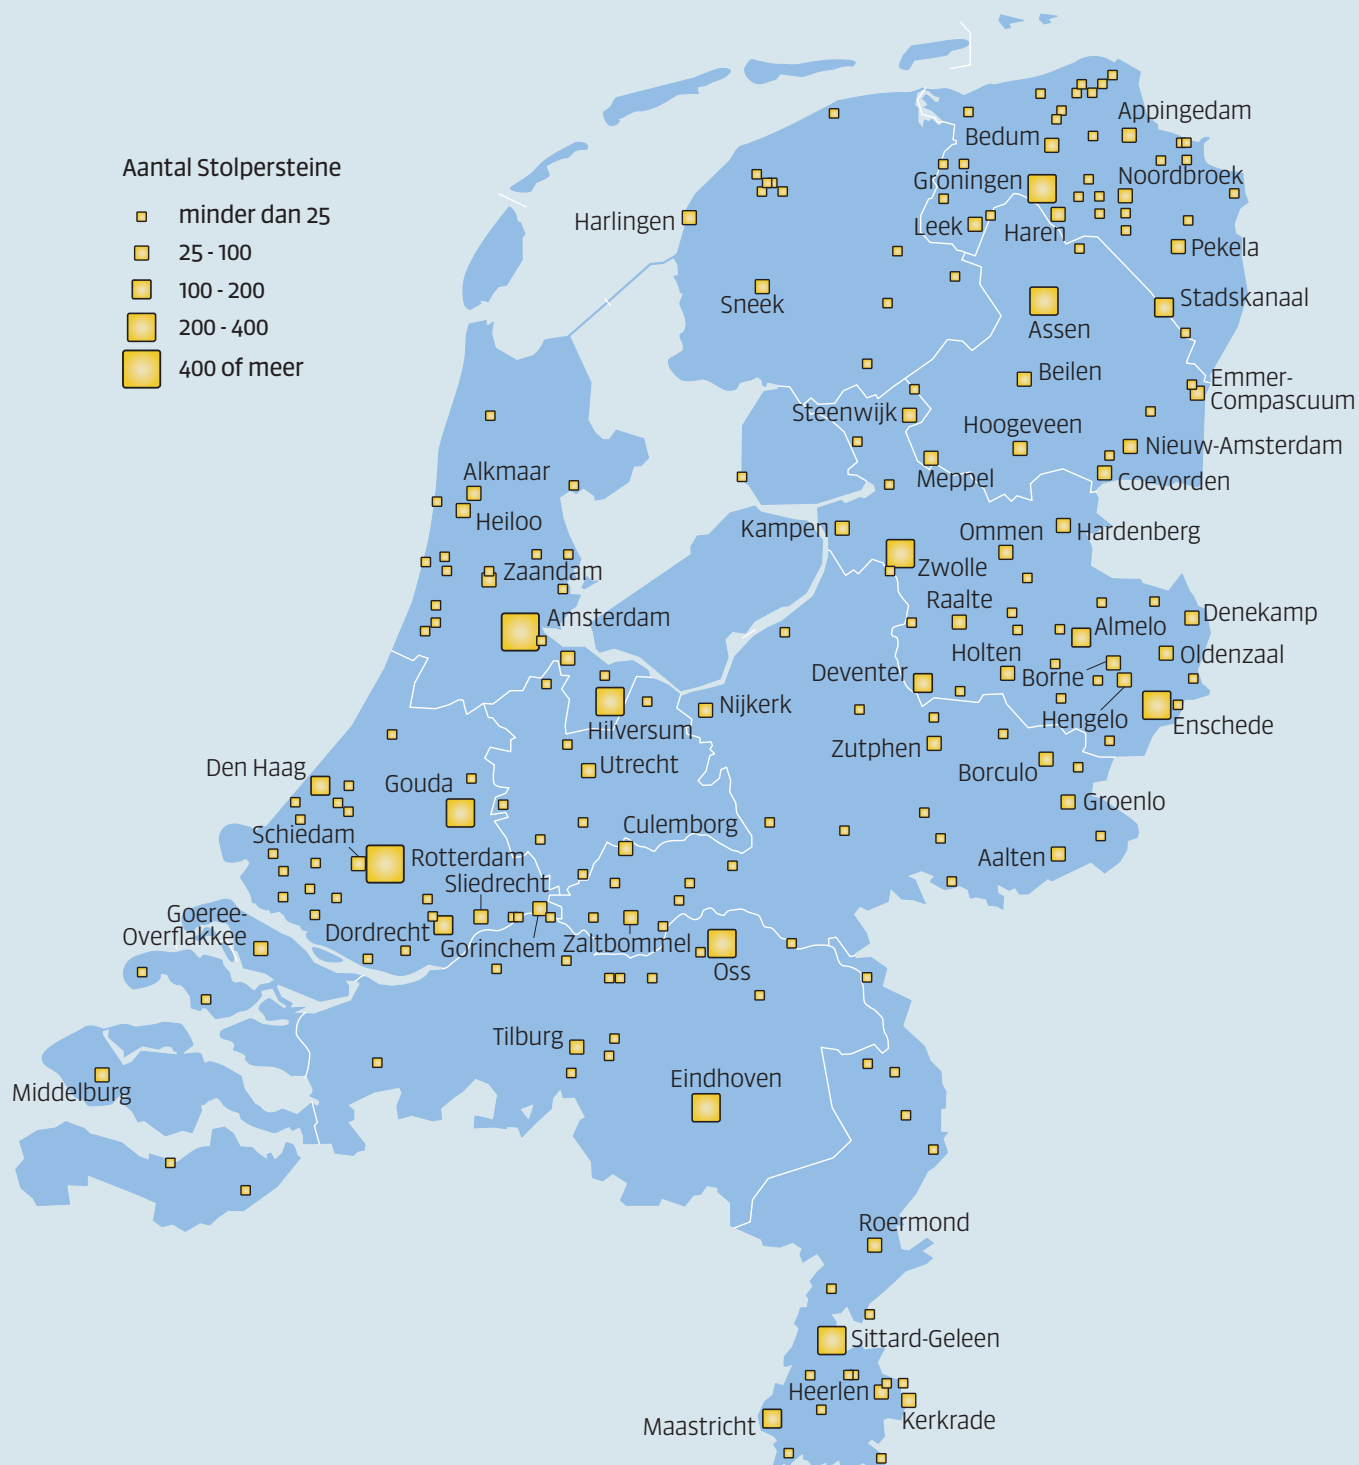 Aantal Stolpersteine
minder dan 25
25 - 100
100 - 200
200 - 400
400 of meer
Appingedam
Bedum
Groningen
Noordbroek
Harlingen
Leek
Haren
Pekela
Sneek
Stadskanaal
Assen
Beilen
Emmer-
Compascuum
Steenwijk
Hoogeveen
Nieuw-Amsterdam
Alkmaar
Meppel
Coevorden
Heiloo
Kampen
Ommen
Hardenberg
Zwolle
Zaandam
Raalte
Amsterdam
Denekamp
Almelo
Holten
Oldenzaal
Deventer
Borne
Nijkerk
Hengelo
Enschede
Hilversum
Zutphen
Utrecht
Den Haag
Borculo
Gouda
Groenlo
Culemborg
Schiedam
Rotterdam
Aalten
Sliedrecht
Goeree-
Overflakkee
Dordrecht
Gorinchem
Zaltbommel
Oss
Tilburg
Eindhoven
Middelburg
Roermond
Sittard-Geleen
Heerlen
Kerkrade
Maastricht